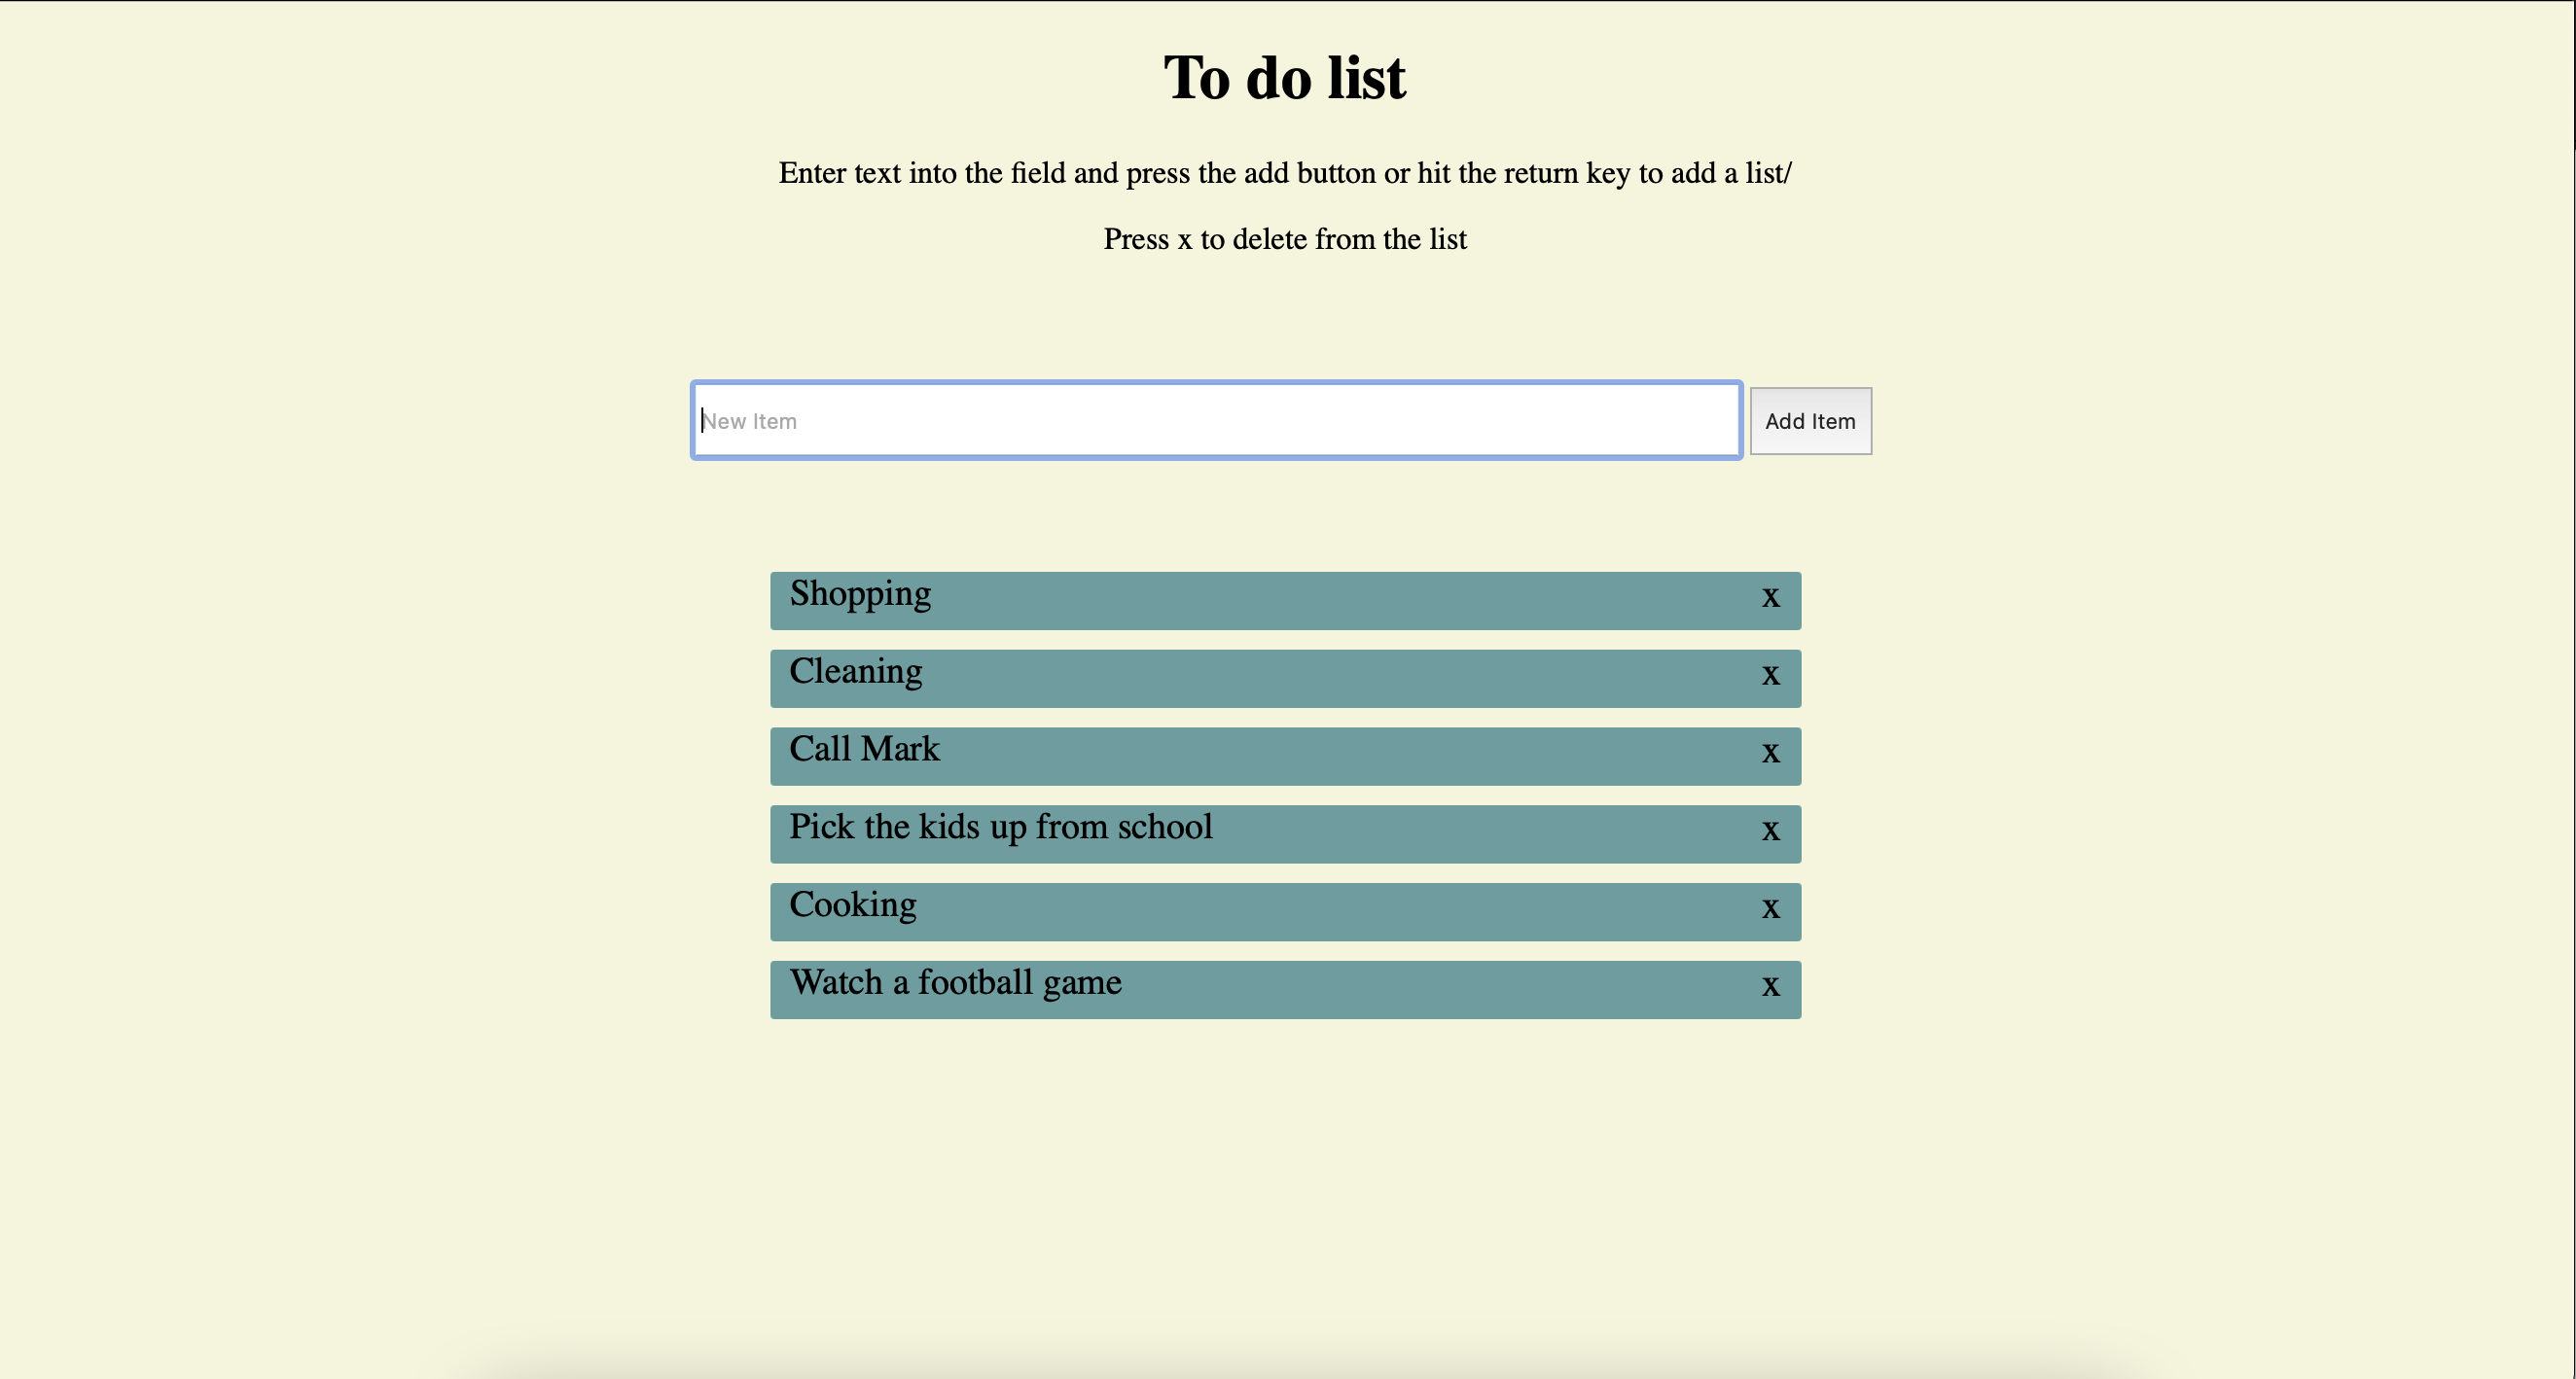 To do list
Enter text into the field and press the add button or hit the return key to add a list/
Press x to delete from the list
New Item
Add Item
Shopping x
Cleaning x
Call Mark x
Pick the kids up from school x
Cooking x
Watch a football game x